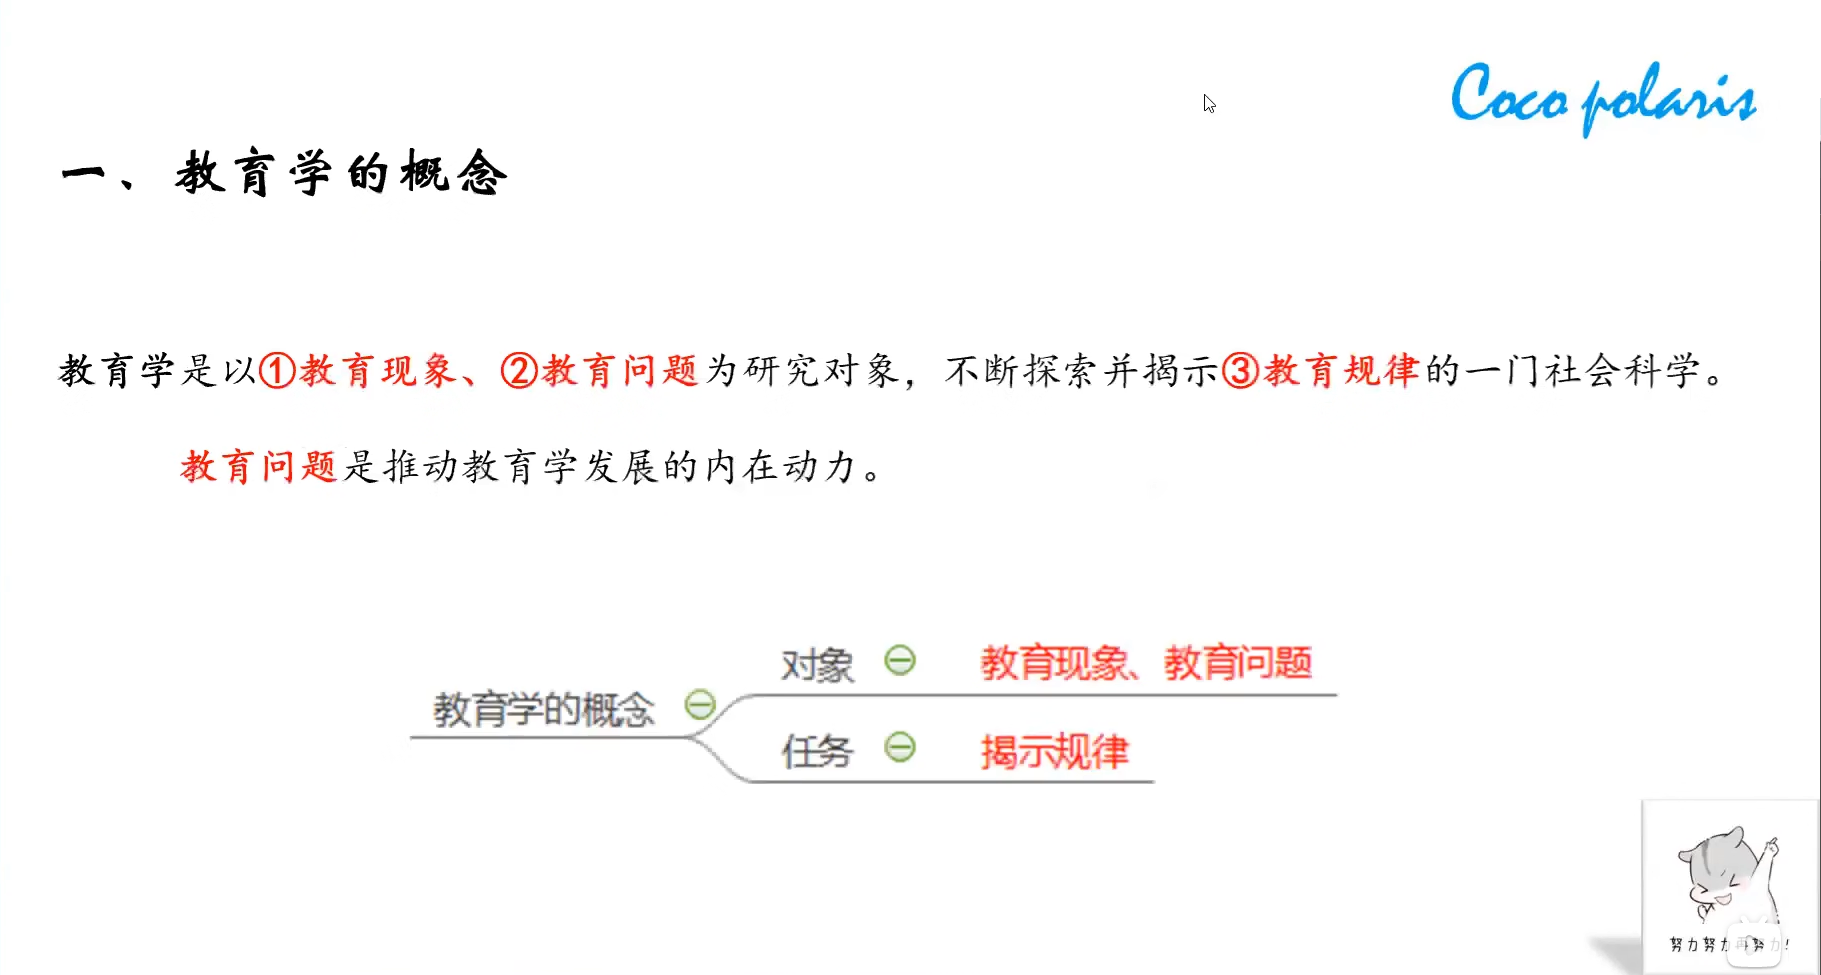 Coco polaris
一、教育学的概念
教育学是以①教育现象、②教育问题为研究对象，不断探索并揭示③教育规律的一门社会科学。
教育问题是推动教育学发展的内在动力。
对象 教育现象、教育问题
教育学的概念
任务 揭示规律
努力努力再努力!